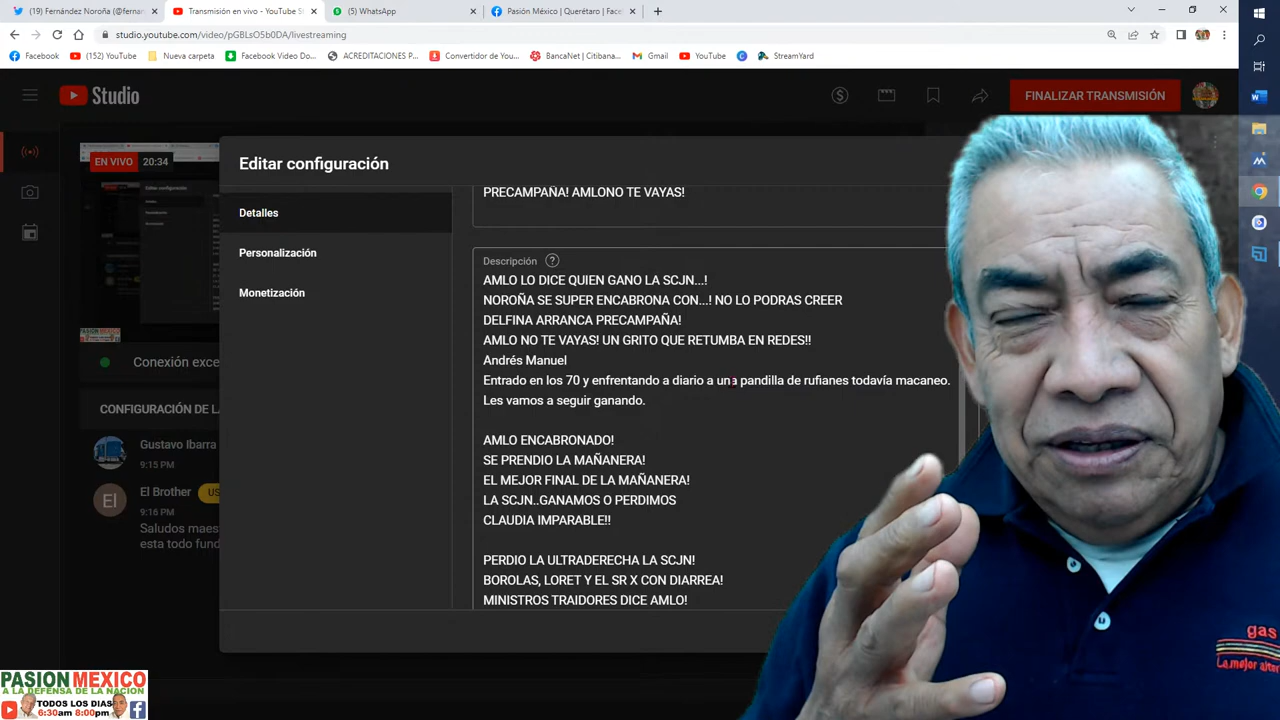 (19) Fernández Noroña (@fernan
Transmisión en vivo - YouTube S
(5) WhatsApp
Pasión México | Querétaro | Fac
studio.youtube.com/video/pGBLsO5b0DA/livestreaming
Facebook
(152) YouTube
Nueva carpeta
Facebook Video Do...
ACREDITACIONES P...
Convertidor de You...
BancaNet | Citibana...
Gmail
YouTube
StreamYard
Studio
FINALIZAR TRANSMISIÓN
EN VIVO 20:34
Editar configuración
Detalles
Personalización
Monetización
PRECAMPAÑA! AMLONO TE VAYAS!
Descripción
AMLO LO DICE QUIEN GANO LA SCJN...!
NOROÑA SE SUPER ENCABRONA CON...! NO LO PODRAS CREER
DELFINA ARRANCA PRECAMPAÑA!
AMLO NO TE VAYAS! UN GRITO QUE RETUMBA EN REDES!!
Andrés Manuel
Entrado en los 70 y enfrentando a diario a una pandilla de rufianes todavía macaneo.
Les vamos a seguir ganando.
AMLO ENCABRONADO!
SE PRENDIO LA MAÑANERA!
EL MEJOR FINAL DE LA MAÑANERA!
LA SCJN..GANAMOS O PERDIMOS
CLAUDIA IMPARABLE!!
PERDIO LA ULTRADERECHA LA SCJN!
BOROLAS, LORET Y EL SR X CON DIARREA!
MINISTROS TRAIDORES DICE AMLO!
Conexión exce
CONFIGURACIÓN DE LA
Gustavo Ibarra
9:15 PM
El Brother
US
9:16 PM
Saludos maes
esta todo fund
gas
La mejor alter
PASION MEXICO
A LA DEFENSA DE LA NACION
TODOS LOS DIAS
6:30am 8:00pm